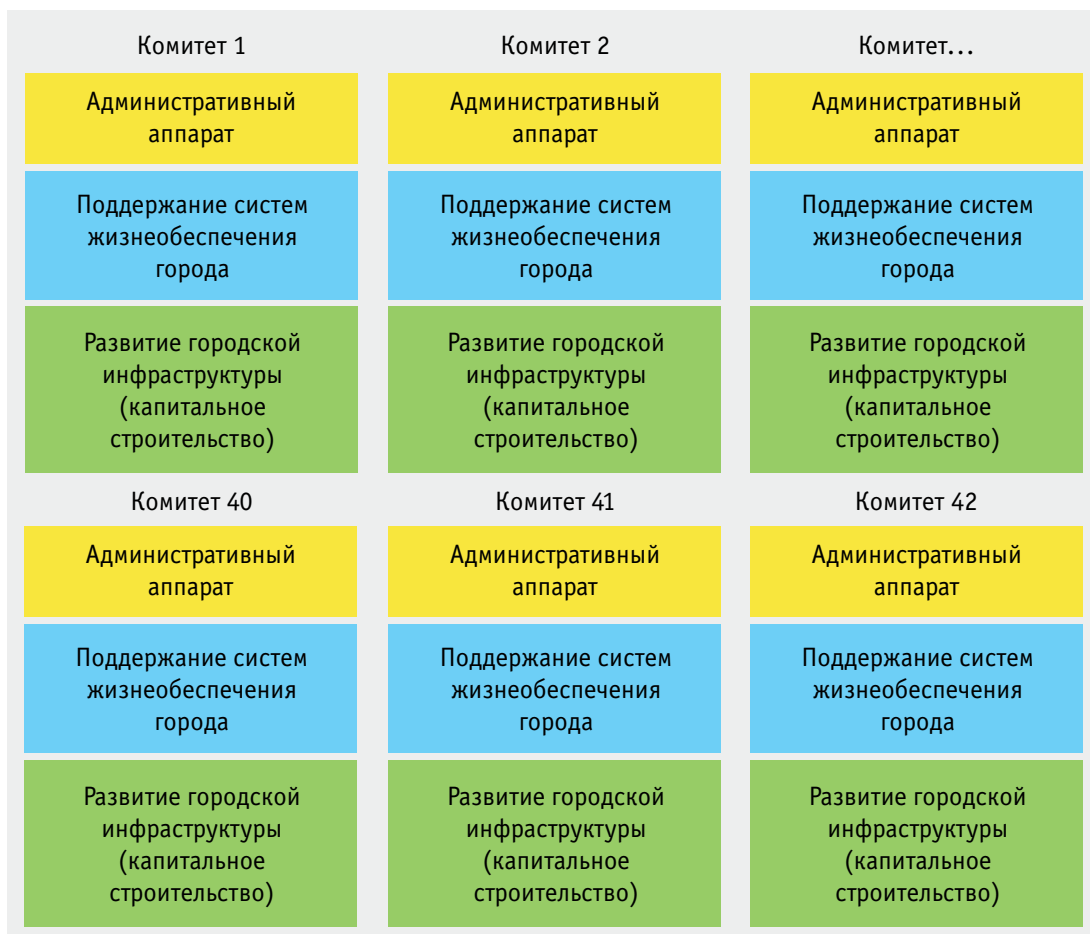 Комитет 1
Административный
аппарат
Поддержание систем
жизнеобеспечения
города
Развитие городской
инфраструктуры
(капитальное
строительство)
Комитет 2
Административный
аппарат
Поддержание систем
жизнеобеспечения
города
Развитие городской
инфраструктуры
(капитальное
строительство)
Комитет...
Административный
аппарат
Поддержание систем
жизнеобеспечения
города
Развитие городской
инфраструктуры
(капитальное
строительство)
Комитет 40
Административный
аппарат
Поддержание систем
жизнеобеспечения
города
Развитие городской
инфраструктуры
(капитальное
строительство)
Комитет 41
Административный
аппарат
Поддержание систем
жизнеобеспечения
города
Развитие городской
инфраструктуры
(капитальное
строительство)
Комитет 42
Административный
аппарат
Поддержание систем
жизнеобеспечения
города
Развитие городской
инфраструктуры
(капитальное
строительство)